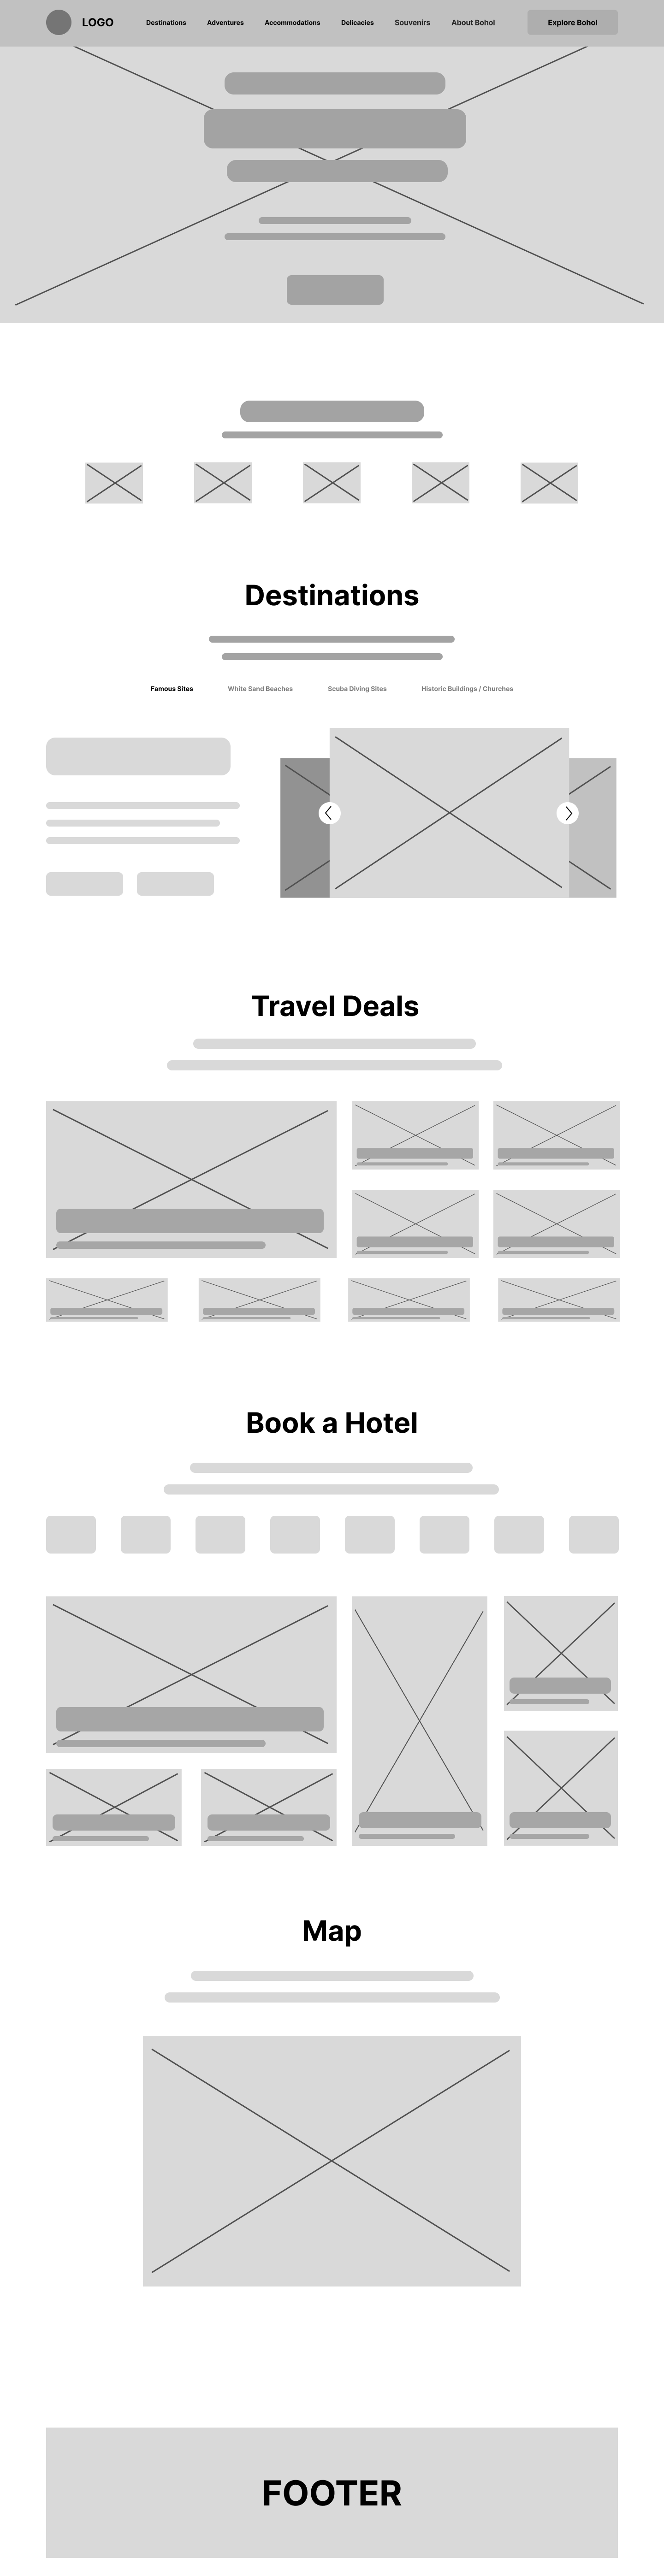 LOGO Destinations Adventures Accommodations Delicacies Souvenirs About Bohol Explore Bohol
Destinations
Famous Sites White Sand Beaches Scuba Diving Sites Historic Buildings / Churches
Travel Deals
Book a Hotel
Map
FOOTER